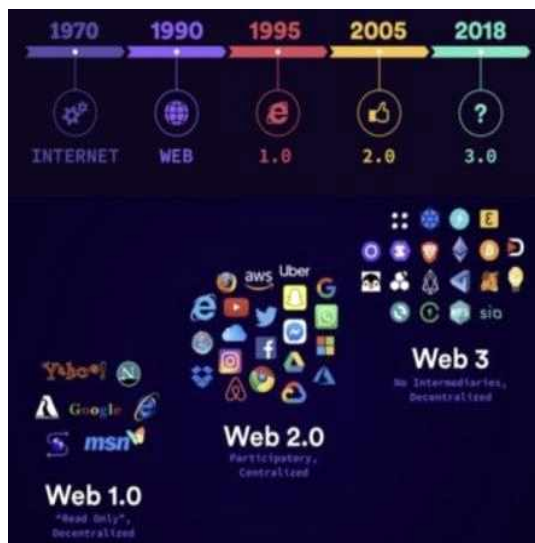 1970 1990 1995 2005 2018
?
INTERNET WEB 1.0 2.0 3.0
aws Uber
Yahoo!
Google
msn
sia
Web 3
No Intermediaries,
Decentralized
Web 2.0
Participatory,
Centralized
Web 1.0
"Read Only",
Decentralized